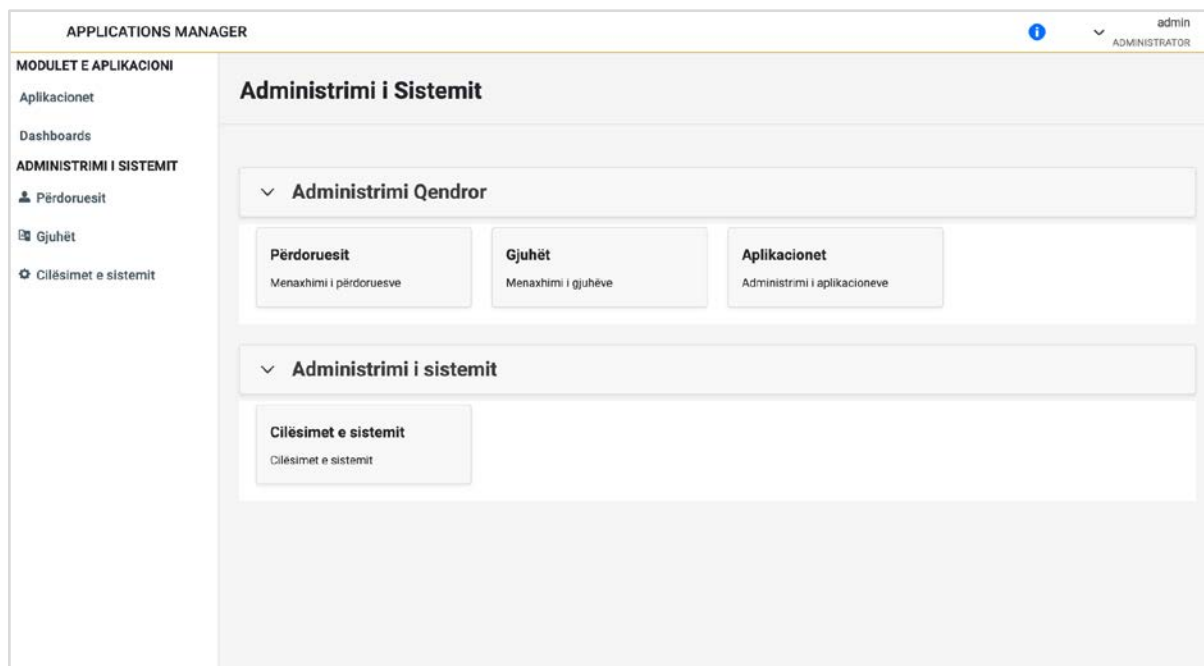 APPLICATIONS MANAGER
admin
ADMINISTRATOR
MODULET E APLIKACIONI
Aplikacionet
Dashboards
ADMINISTRIMI I SISTEMIT
Përdoruesit
Gjuhët
Cilësimet e sistemit
Administrimi i Sistemit
Administrimi Qendror
Përdoruesit
Menaxhimi i përdoruesve
Gjuhët
Menaxhimi i gjuhëve
Aplikacionet
Administrimi i aplikacioneve
Administrimi i sistemit
Cilësimet e sistemit
Cilësimet e sistemit